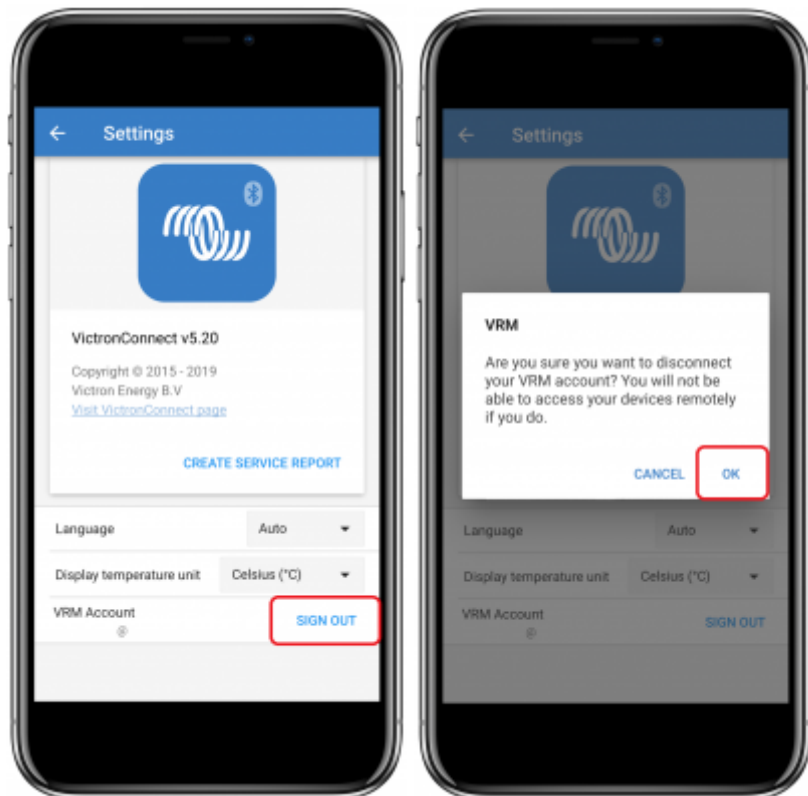 Settings
VictronConnect v5.20
Copyright © 2015 - 2019
Victron Energy B.V
Visit VictronConnect page
CREATE SERVICE REPORT
Language Auto
Display temperature unit Celsius (°C)
VRM Account
@
SIGN OUT
Settings
VRM
Are you sure you want to disconnect
your VRM account? You will not be
able to access your devices remotely
if you do.
CANCEL OK
Language Auto
Display temperature unit Celsius (°C)
VRM Account
@
SIGN OUT